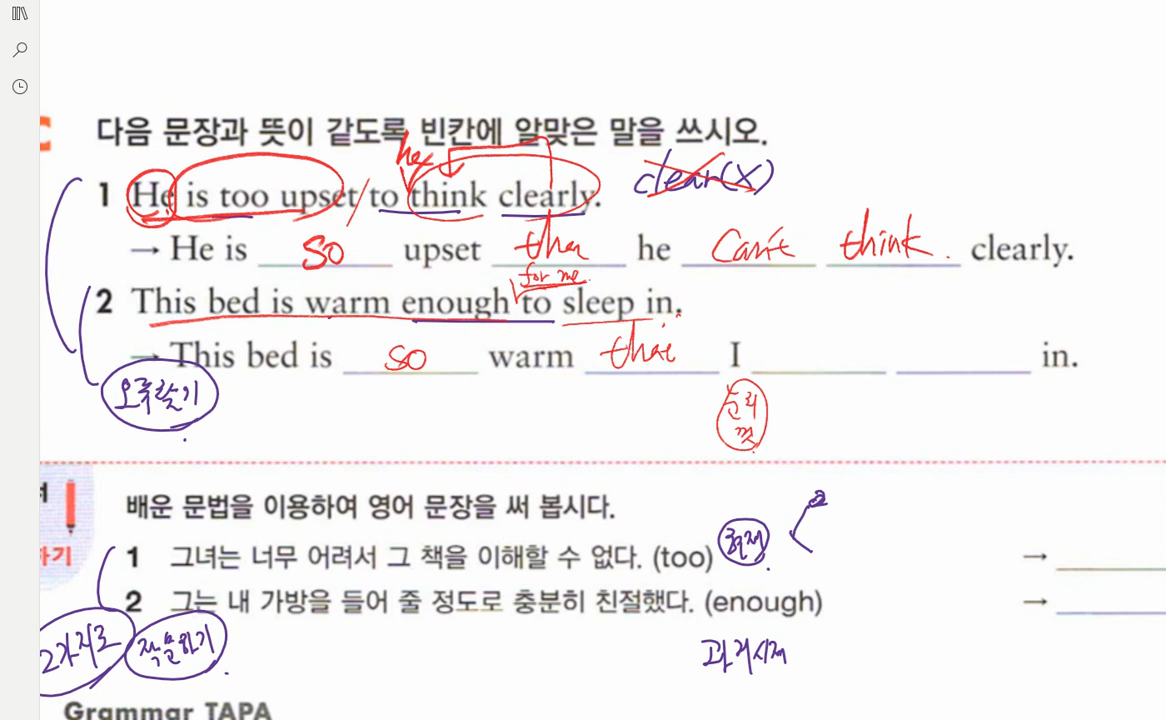 다음 문장과 뜻이 같도록 빈칸에 알맞은 말을 쓰시오.
he
1 He is too upset/to think clearly. clear(X)
→ He is so upset tha he can't think. clearly.
for me
2 This bed is warm enough to sleep in.
→ This bed is so warm that I in.
오류찾기
배운 문법을 이용하여 영어 문장을 써 봅시다.
하기
1 그녀는 너무 어려서 그 책을 이해할 수 없다. (too) 현재 →
2 그는 내 가방을 들어 줄 정도로 충분히 친절했다. (enough) →
2가지로 작문하기 과거시제
Grammar TAPA